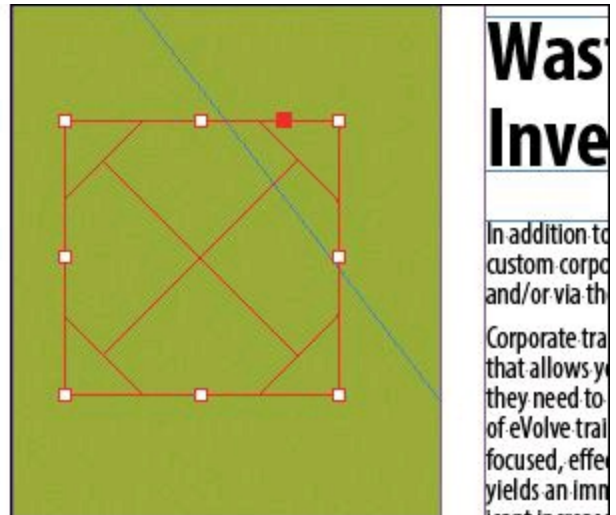 Wast
Inve
In addition to
custom corpo
and/or via th
Corporate tra
that allows y
they need to
of eVolve trai
focused, effe
yields an imm